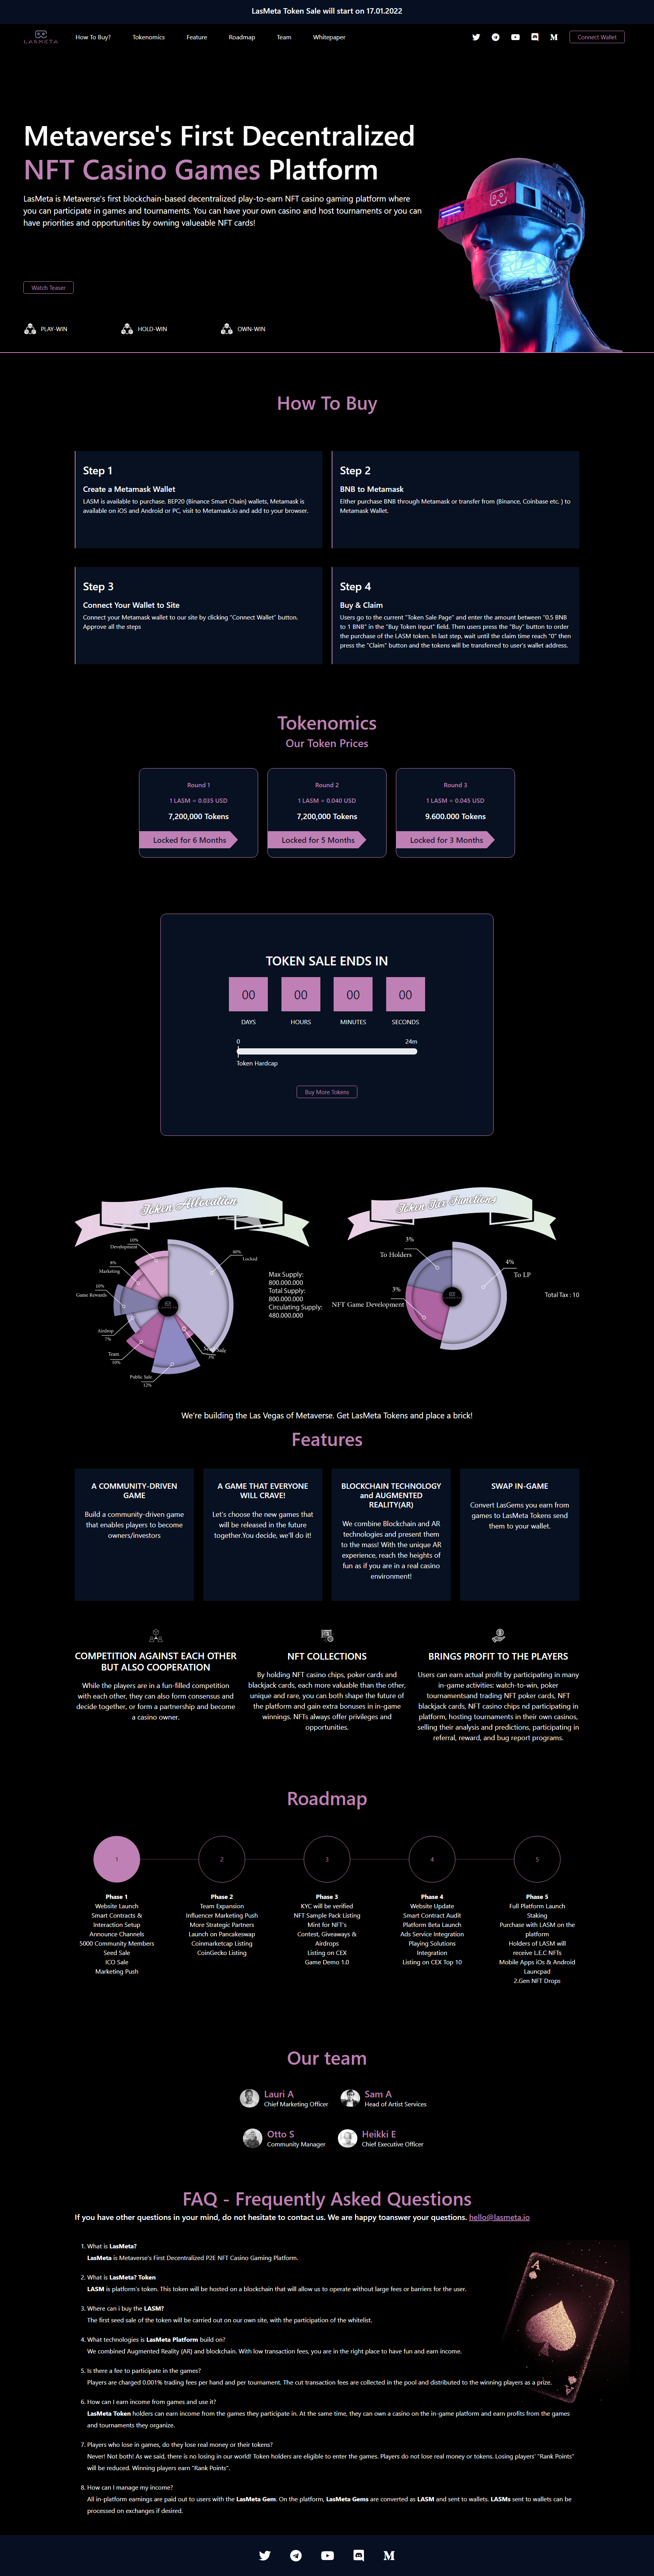 LasMeta Token Sale will start on 17.01.2022
LASMETA
How To Buy?
Tokenomics
Feature
Roadmap
Team
Whitepaper
Connect Wallet
Metaverse's First Decentralized
NFT Casino Games Platform
LasMeta is Metaverse's first blockchain-based decentralized play-to-earn NFT casino gaming platform where
you can participate in games and tournaments. You can have your own casino and host tournaments or you can
have priorities and opportunities by owning valueable NFT cards!
Watch Teaser
PLAY-WIN
HOLD-WIN
OWN-WIN
How To Buy
Step 1
Create a Metamask Wallet
LASM is available to purchase. BEP20 (Binance Smart Chain) wallets, Metamask is
available on iOS and Android or PC, visit to Metamask.io and add to your browser.
Step 2
BNB to Metamask
Either purchase BNB through Metamask or transfer from (Binance, Coinbase etc. ) to
Metamask Wallet.
Step 3
Connect Your Wallet to Site
Connect your Metamask wallet to our site by clicking "Connect Wallet" button.
Approve all the steps
Step 4
Buy & Claim
Users go to the current "Token Sale Page" and enter the amount between "0.5 BNB
to 1 BNB" in the "Buy Token Input" field. Then users press the "Buy" button to order
the purchase of the LASM token. In last step, wait until the claim time reach "0" then
press the "Claim" button and the tokens will be transferred to user's wallet address.
Tokenomics
Our Token Prices
Round 1
1 LASM = 0.035 USD
7,200,000 Tokens
Locked for 6 Months
Round 2
1 LASM = 0.040 USD
7,200,000 Tokens
Locked for 5 Months
Round 3
1 LASM = 0.045 USD
9.600.000 Tokens
Locked for 3 Months
TOKEN SALE ENDS IN
00
00
00
00
DAYS
HOURS
MINUTES
SECONDS
0
24m
Token Hardcap
Buy More Tokens
Token Allocation
10%
Development
8%
Marketing
10%
Game Rewards
Airdrop
7%
Team
10%
Public Sale
12%
Sale
3%
40%
Locked
Max Supply:
800.000.000
Total Supply:
800.000.000
Circulating Supply:
480.000.000
Token Tax Functions
3%
To Holders
3%
NFT Game Development
4%
To LP
Total Tax : 10
We're building the Las Vegas of Metaverse. Get LasMeta Tokens and place a brick!
Features
A COMMUNITY-DRIVEN
GAME
Build a community-driven game
that enables players to become
owners/investors
A GAME THAT EVERYONE
WILL CRAVE!
Let's choose the new games that
will be released in the future
together.You decide, we'll do it!
BLOCKCHAIN TECHNOLOGY
and AUGMENTED
REALITY(AR)
We combine Blockchain and AR
technologies and present them
to the mass! With the unique AR
experience, reach the heights of
fun as if you are in a real casino
environment!
SWAP IN-GAME
Convert LasGems you earn from
games to LasMeta Tokens send
them to your wallet.
COMPETITION AGAINST EACH OTHER
BUT ALSO COOPERATION
While the players are in a fun-filled competition
with each other, they can also form consensus and
decide together, or form a partnership and become
a casino owner.
NFT COLLECTIONS
By holding NFT casino chips, poker cards and
blackjack cards, each more valuable than the other,
unique and rare, you can both shape the future of
the platform and gain extra bonuses in in-game
winnings. NFTs always offer privileges and
opportunities.
BRINGS PROFIT TO THE PLAYERS
Users can earn actual profit by participating in many
in-game activities: watch-to-win, poker
tournamentsand trading NFT poker cards, NFT
blackjack cards, NFT casino chips nd participating in
platform, hosting tournaments in their own casinos,
selling their analysis and predictions, participating in
referral, reward, and bug report programs.
Roadmap
1
2
3
4
5
Phase 1
Website Launch
Smart Contracts &
Interaction Setup
Announce Channels
5000 Community Members
Seed Sale
ICO Sale
Marketing Push
Phase 2
Team Expansion
Influencer Marketing Push
More Strategic Partners
Launch on Pancakeswap
Coinmarketcap Listing
CoinGecko Listing
Phase 3
KYC will be verified
NFT Sample Pack Listing
Mint for NFT's
Contest, Giveaways &
Airdrops
Listing on CEX
Game Demo 1.0
Phase 4
Website Update
Smart Contract Audit
Platform Beta Launch
Ads Service Integration
Playing Solutions
Integration
Listing on CEX Top 10
Phase 5
Full Platform Launch
Staking
Purchase with LASM on the
platform
Holders of LASM will
receive L.E.C NFTs
Mobile Apps iOs & Android
Launcpad
2.Gen NFT Drops
Our team
Lauri A
Chief Marketing Officer
Sam A
Head of Artist Services
Otto S
Community Manager
Heikki E
Chief Executive Officer
FAQ - Frequently Asked Questions
If you have other questions in your mind, do not hesitate to contact us. We are happy toanswer your questions. hello@lasmeta.io
1. What is LasMeta?
LasMeta is Metaverse's First Decentralized P2E NFT Casino Gaming Platform.
2. What is LasMeta? Token
LASM is platform's token. This token will be hosted on a blockchain that will allow us to operate without large fees or barriers for the user.
3. Where can i buy the LASM?
The first seed sale of the token will be carried out on our own site, with the participation of the whitelist.
4. What technologies is LasMeta Platform build on?
We combined Augmented Reality (AR) and blockchain. With low transaction fees, you are in the right place to have fun and earn income.
5. Is there a fee to participate in the games?
Players are charged 0.001% trading fees per hand and per tournament. The cut transaction fees are collected in the pool and distributed to the winning players as a prize.
6. How can I earn income from games and use it?
LasMeta Token holders can earn income from the games they participate in. At the same time, they can own a casino on the in-game platform and earn profits from the games
and tournaments they organize.
7. Players who lose in games, do they lose real money or their tokens?
Never! Not both! As we said, there is no losing in our world! Token holders are eligible to enter the games. Players do not lose real money or tokens. Losing players' "Rank Points"
will be reduced. Winning players earn "Rank Points".
8. How can I manage my income?
All in-platform earnings are paid out to users with the LasMeta Gem. On the platform, LasMeta Gems are converted as LASM and sent to wallets. LASMs sent to wallets can be
processed on exchanges if desired.
A